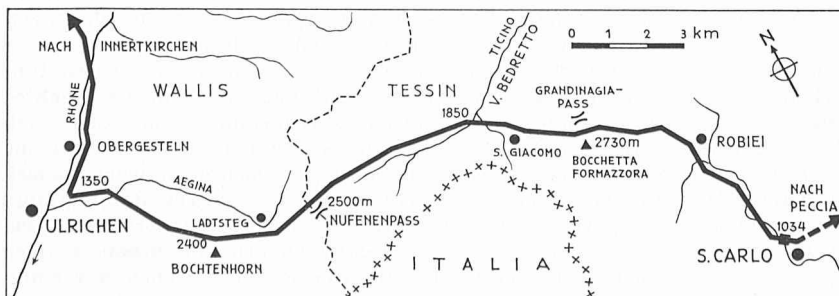 NACH
INNERTKIRCHEN
WALLIS
RHONE
OBERGESTELN
1350
AEGINA
ULRICHEN
LADTSTEG
2400
BOCHTENHORN
2500m
NUFENENPASS
TESSIN
1850
TICINO
V. BEDRETTO
0 1 2 3 km
N
GRANDINAGIA-
PASS
S. GIACOMO
2730m
BOCCHETTA
FORMAZZORA
ROBIEI
NACH
PECCIA
1034
S. CARLO
ITALIA